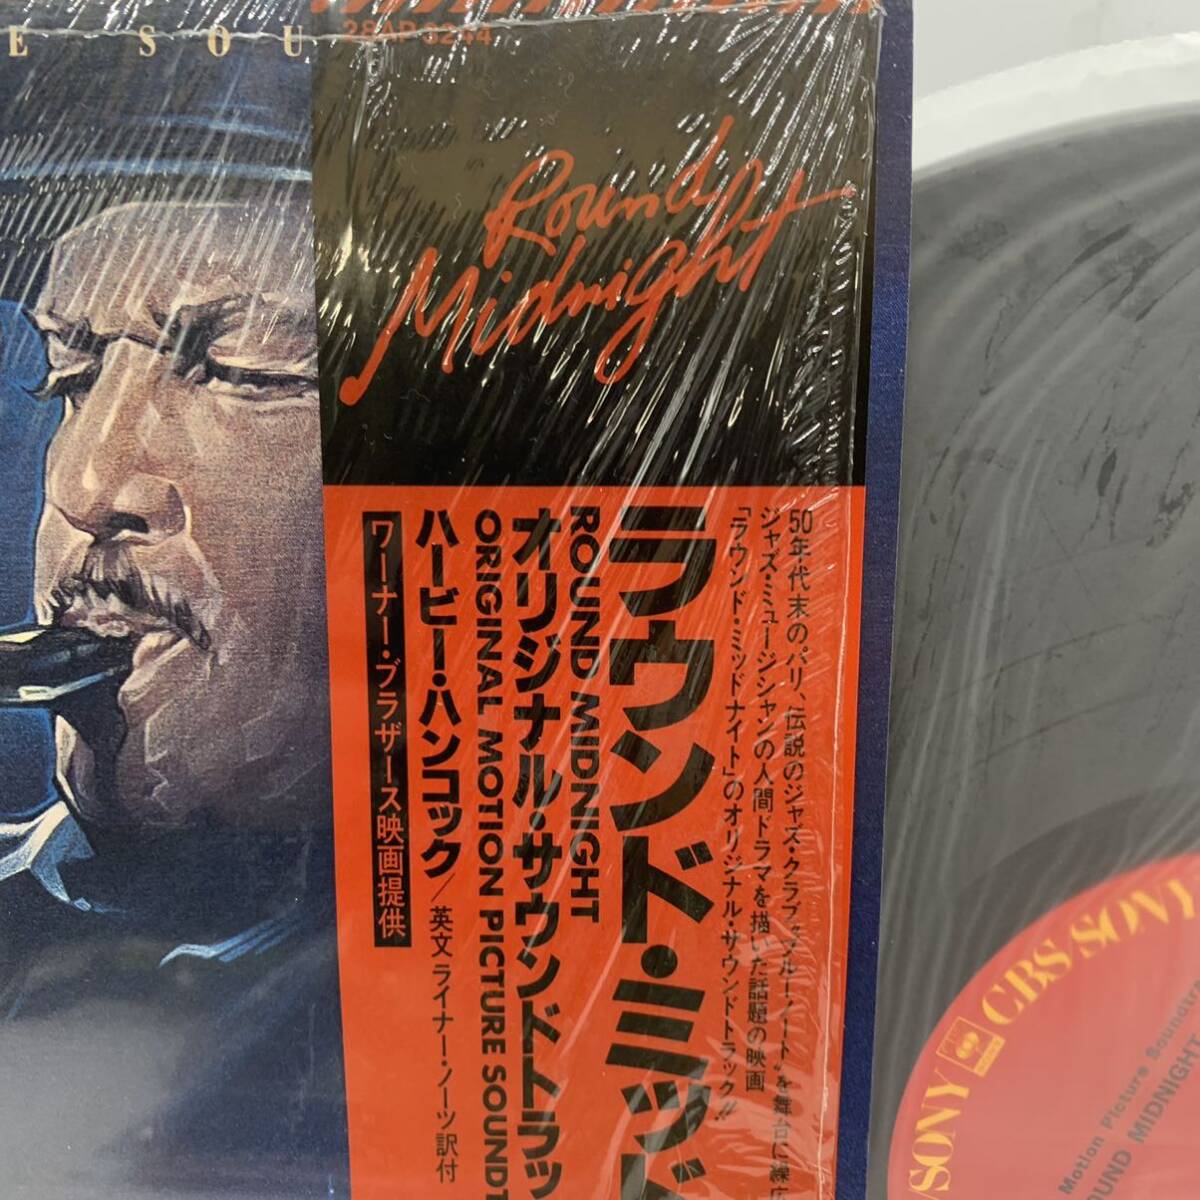 E SOU
28AP 3244
Round
Midnight
50年代末のパリ、伝説のジャズ・クラブ“ブルーノート”を舞台に繰広
ジャズ・ミュージシャンの人間ドラマを描いた話題の映画
「ラウンド・ミッドナイト」のオリジナル・サウンドトラック!!
ラウンド・ミッド
ROUND MIDNIGHT
オリジナル・サウンドトラッ
ORIGINAL MOTION PICTURE SOUNDT
ハービー・ハンコック/英文ライナー・ノーツ訳付
ワーナー・ブラザース映画提供
/SONY CBS/SONY
Motion Picture Soundtr
OUND MIDNIGHT